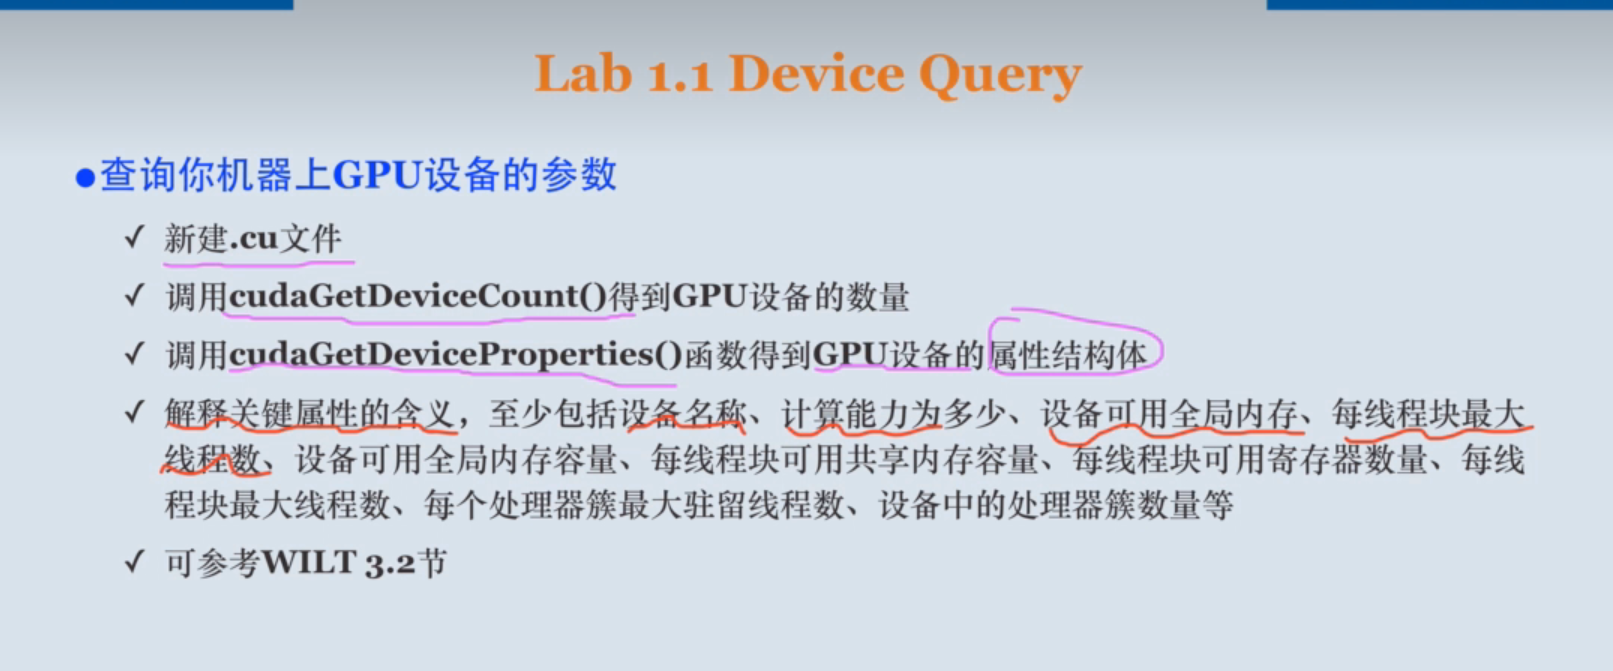 Lab 1.1 Device Query
●查询你机器上GPU设备的参数
✓ 新建.cu文件
✓ 调用cudaGetDeviceCount()得到GPU设备的数量
✓ 调用cudaGetDeviceProperties()函数得到GPU设备的属性结构体
✓ 解释关键属性的含义，至少包括设备名称、计算能力为多少、设备可用全局内存、每线程块最大
线程数、设备可用全局内存容量、每线程块可用共享内存容量、每线程块可用寄存器数量、每线
程块最大线程数、每个处理器簇最大驻留线程数、设备中的处理器簇数量等
✓ 可参考WILT 3.2节